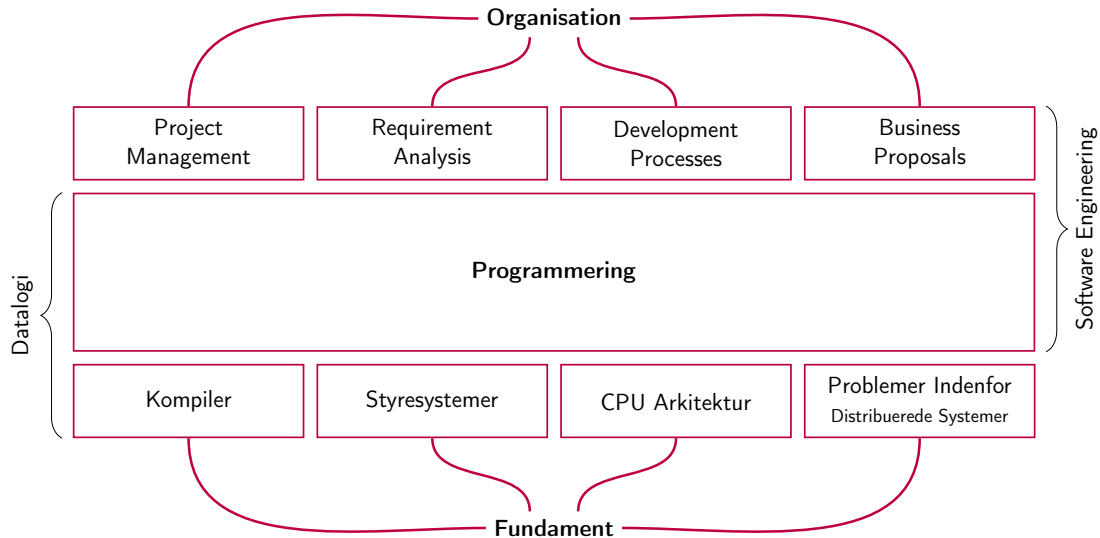 Organisation
Project
Management
Requirement
Analysis
Development
Processes
Business
Proposals
Software Engineering
Programmering
Datalogi
Kompiler
Styresystemer
CPU Arkitektur
Problemer Indenfor
Distribuerede Systemer
Fundament